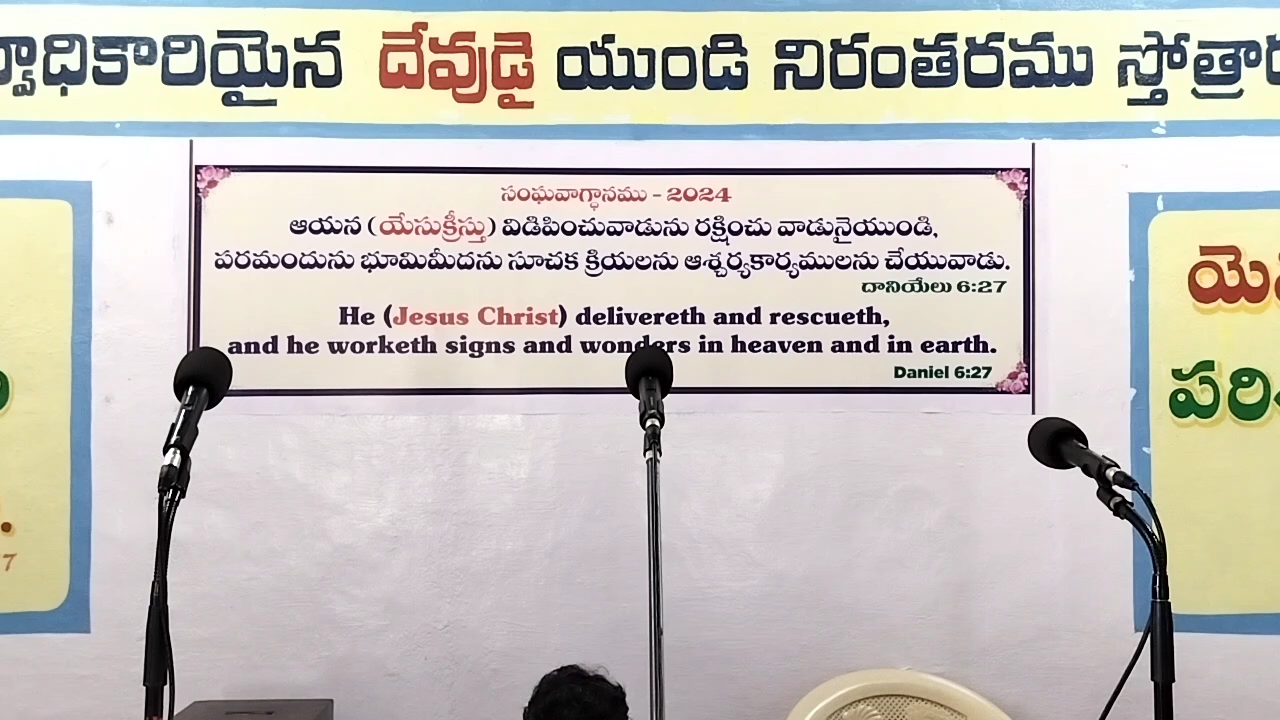 దేవుడై యుండి నిరంతరము
సంఘవాగ్ధానము - 2024
ఆయన (యేసుక్రీస్తు) విడిపించువాడును రక్షించు వాడునైయుండి,
పరమందును భూమిమీదను సూచక క్రియలను ఆశ్చర్యకార్యములను చేయువాడు.
దానియేలు 6:27
He (Jesus Christ) delivereth and rescueth,
and he worketh signs and wonders in heaven and in earth.
Daniel 6:27
7